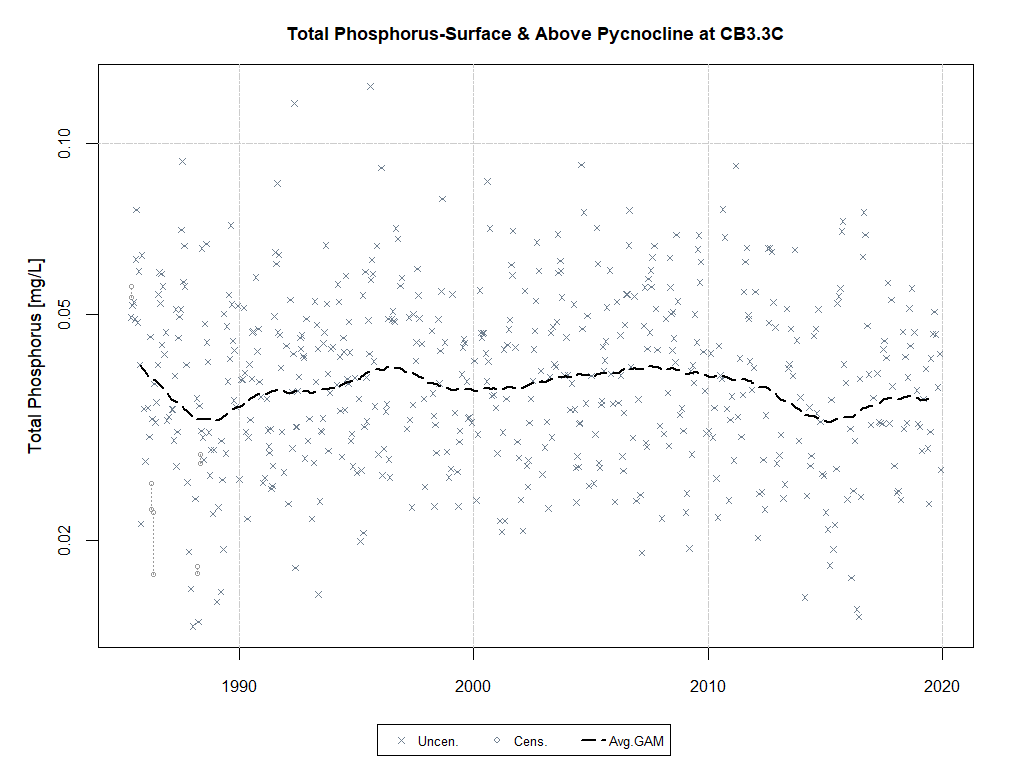 Total Phosphorus-Surface & Above Pycnocline at CB3.3C
Total Phosphorus [mg/L]
0.10
0.05
0.02
1990 2000 2010 2020
Uncen. Cens. Avg.GAM